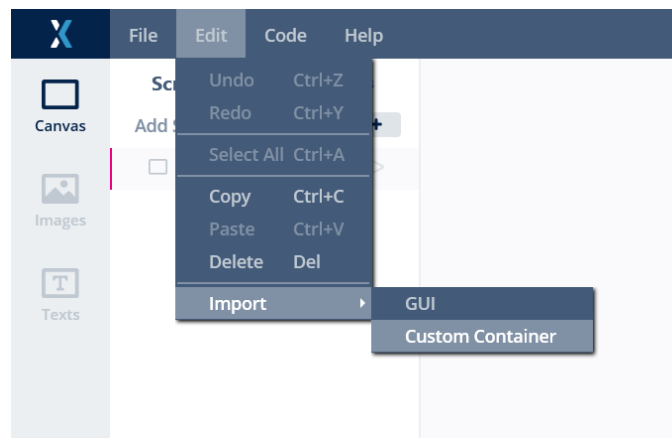 File Edit Code Help
Undo Ctrl+Z
Redo Ctrl+Y
Select All Ctrl+A
Copy Ctrl+C
Paste Ctrl+V
Delete Del
Import
GUI
Custom Container
Canvas
Images
Texts
Add